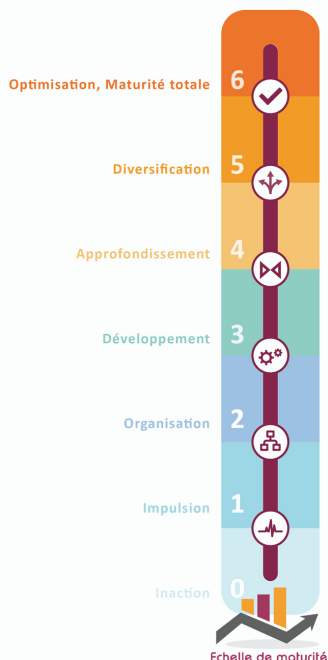 Optimisation, Maturité totale 6
Diversification 5
Approfondissement 4
Développement 3
Organisation 2
Impulsion 1
Inaction 0
Echelle de maturité